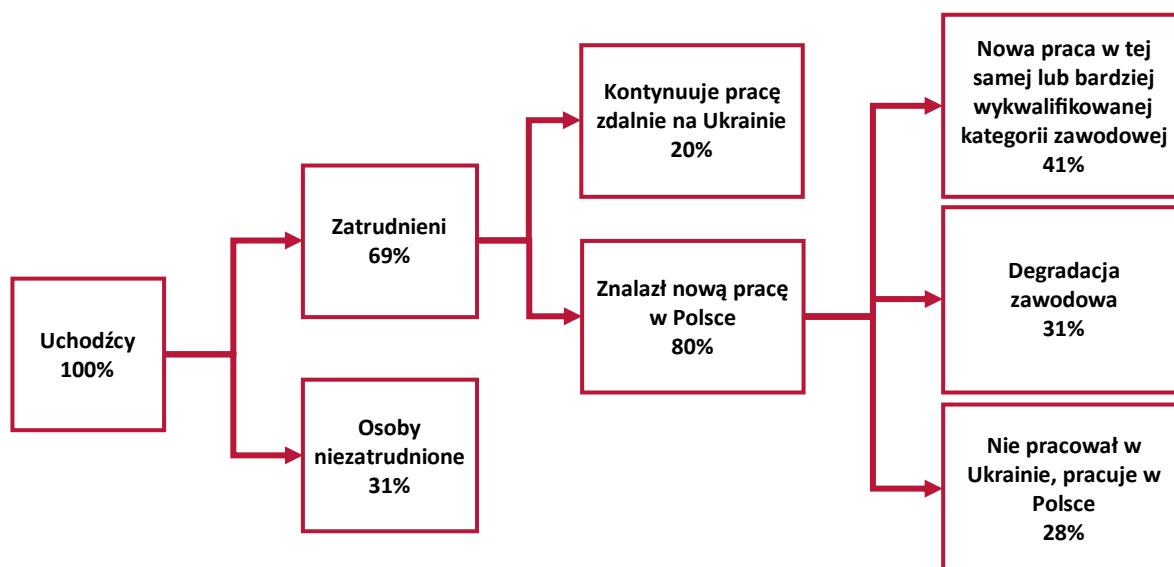 Uchodźcy
100%
Zatrudnieni
69%
Osoby
niezatrudnione
31%
Kontynuuje pracę
zdalnie na Ukrainie
20%
Znalazł nową pracę
w Polsce
80%
Nowa praca w tej
samej lub bardziej
wykwalifikowanej
kategorii zawodowej
41%
Degradacja
zawodowa
31%
Nie pracował w
Ukrainie, pracuje w
Polsce
28%